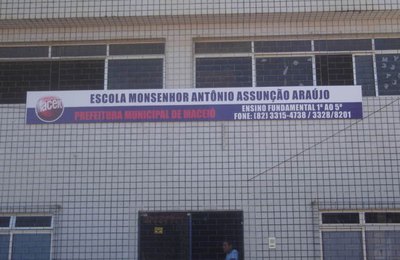 ESCOLA MONSENHOR ANTÔNIO ASSUNÇÃO ARAÚJO
PREFEITURA MUNICIPAL DE MACEIÓ
ENSINO FUNDAMENTAL 1º AO 5º
FONE: (82) 3315-4738 / 3328/8201